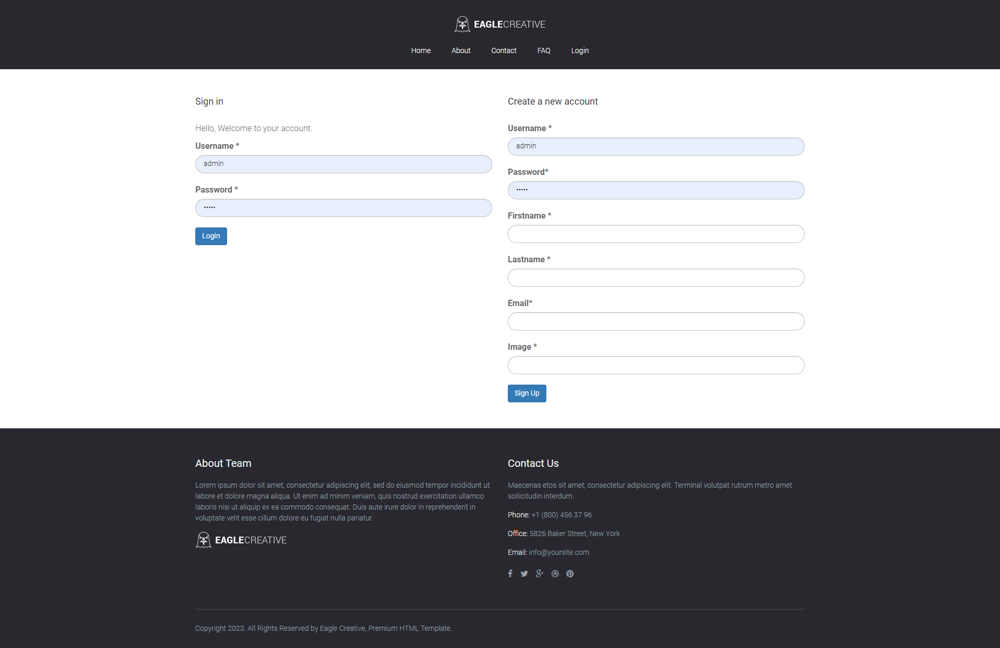 EAGLECREATIVE
Home About Contact FAQ Login
Sign in
Hello, Welcome to your account.
Username *
admin
Password *
•••••
Login
Create a new account
Username *
admin
Password*
•••••
Firstname *
Lastname *
Email*
Image *
Sign Up
About Team
Lorem ipsum dolor sit amet, consectetur adipiscing elit, sed do eiusmod tempor incididunt ut
labore et dolore magna aliqua. Ut enim ad minim veniam, quis nostrud exercitation ullamco
laboris nisi ut aliquip ex ea commodo consequat. Duis aute irure dolor in reprehenderit in
voluptate velit esse cillum dolore eu fugiat nulla pariatur.
EAGLECREATIVE
Contact Us
Maecenas etos sit amet, consectetur adipiscing elit. Terminal volutpat rutrum metro amet
sollicitudin interdum.
Phone: +1 (800) 456 37 96
Office: 5826 Baker Street, New York
Email: info@yoursite.com
Copyright 2023. All Rights Reserved by Eagle Creative, Premium HTML Template.